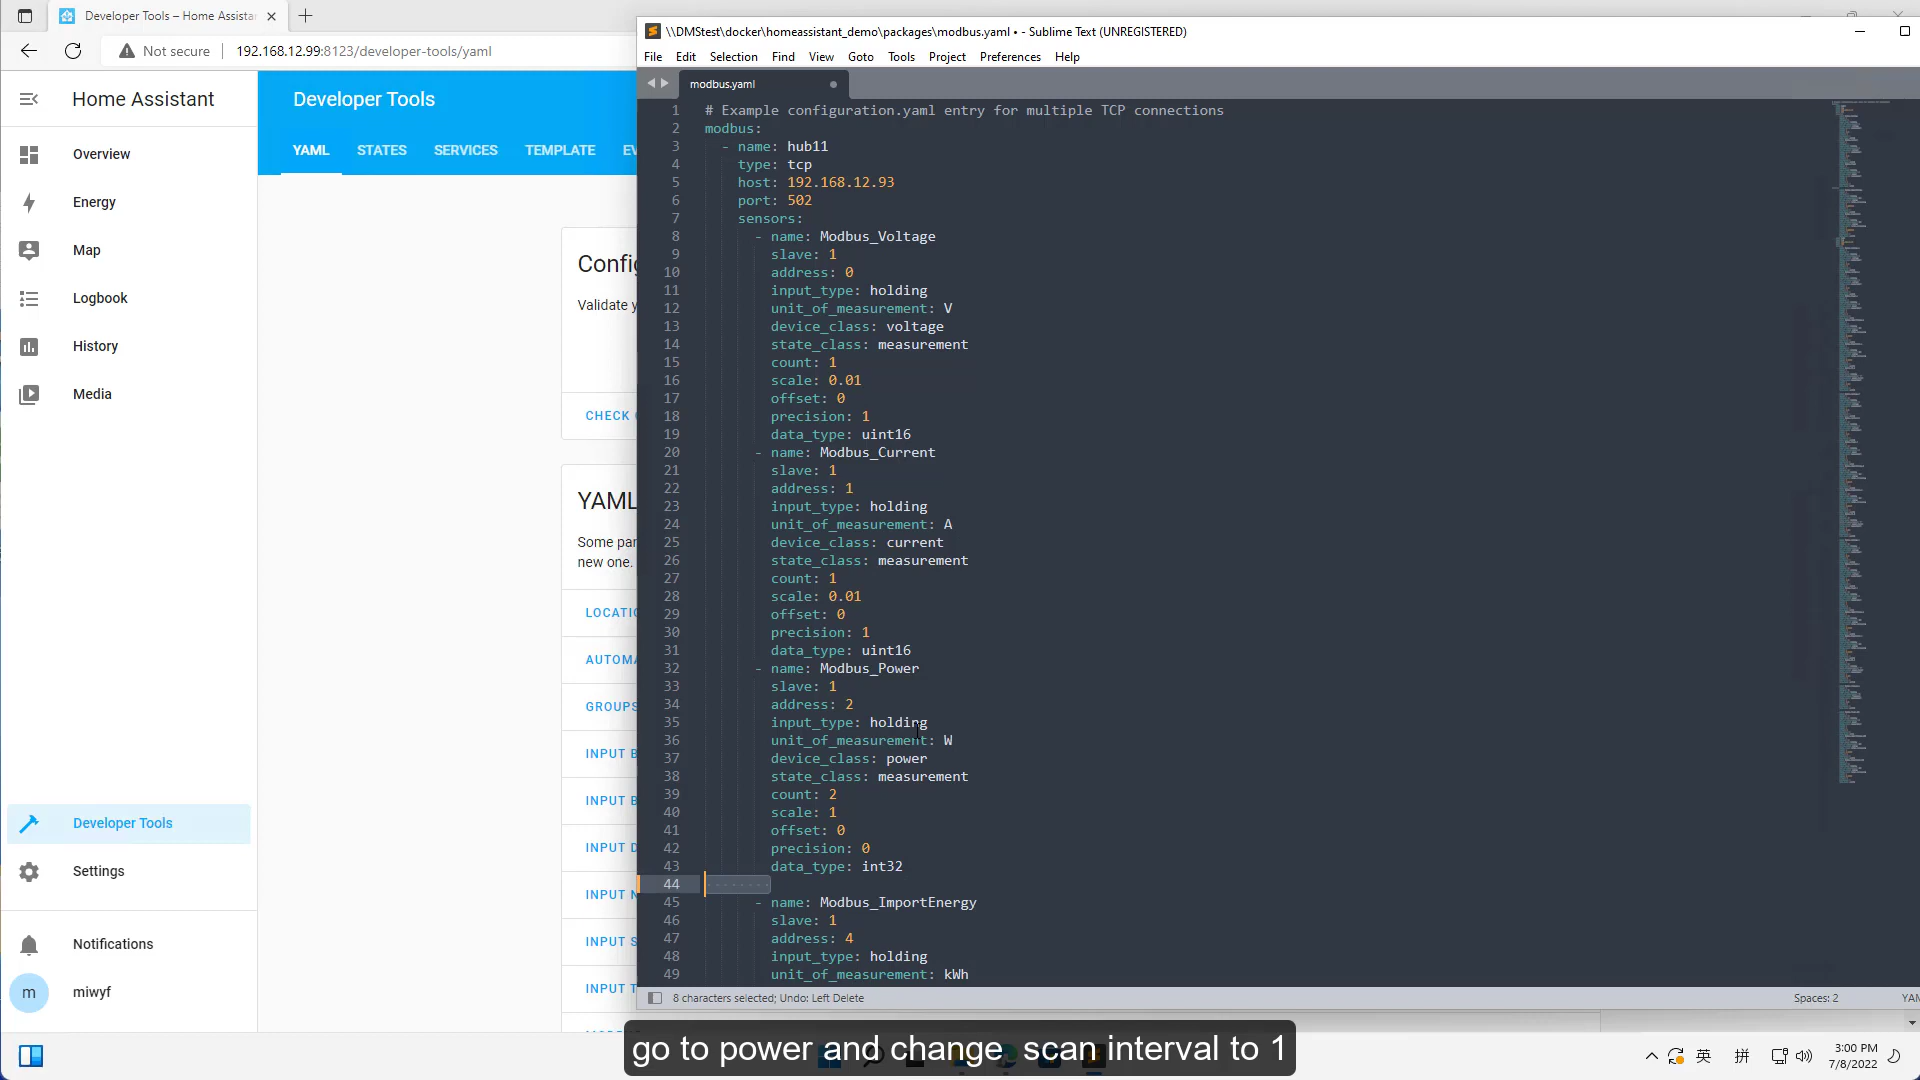 Developer Tools – Home Assista
Not secure
192.168.12.99:8123/developer-tools/yaml
Home Assistant
Overview
Energy
Map
Logbook
History
Media
Developer Tools
Settings
Notifications
m
miwyf
Developer Tools
YAML STATES SERVICES TEMPLATE EV
Config
Validate y
CHECK
YAML
Some par
new one.
LOCATIO
AUTOMA
GROUPS
INPUT B
INPUT B
INPUT D
INPUT N
INPUT S
INPUT T
\\DMStest\docker\homeassistant_demo\packages\modbus.yaml • - Sublime Text (UNREGISTERED)
File Edit Selection Find View Goto Tools Project Preferences Help
modbus.yaml
1 # Example configuration.yaml entry for multiple TCP connections
2 modbus:
3 - name: hub11
4 type: tcp
5 host: 192.168.12.93
6 port: 502
7 sensors:
8 - name: Modbus_Voltage
9 slave: 1
10 address: 0
11 input_type: holding
12 unit_of_measurement: V
13 device_class: voltage
14 state_class: measurement
15 count: 1
16 scale: 0.01
17 offset: 0
18 precision: 1
19 data_type: uint16
20 - name: Modbus_Current
21 slave: 1
22 address: 1
23 input_type: holding
24 unit_of_measurement: A
25 device_class: current
26 state_class: measurement
27 count: 1
28 scale: 0.01
29 offset: 0
30 precision: 1
31 data_type: uint16
32 - name: Modbus_Power
33 slave: 1
34 address: 2
35 input_type: holding
36 unit_of_measurement: W
37 device_class: power
38 state_class: measurement
39 count: 2
40 scale: 1
41 offset: 0
42 precision: 0
43 data_type: int32
44
45 - name: Modbus_ImportEnergy
46 slave: 1
47 address: 4
48 input_type: holding
49 unit_of_measurement: kWh
8 characters selected; Undo: Left Delete
Spaces: 2
YAM
go to power and change scan interval to 1
英
拼
3:00 PM
7/8/2022